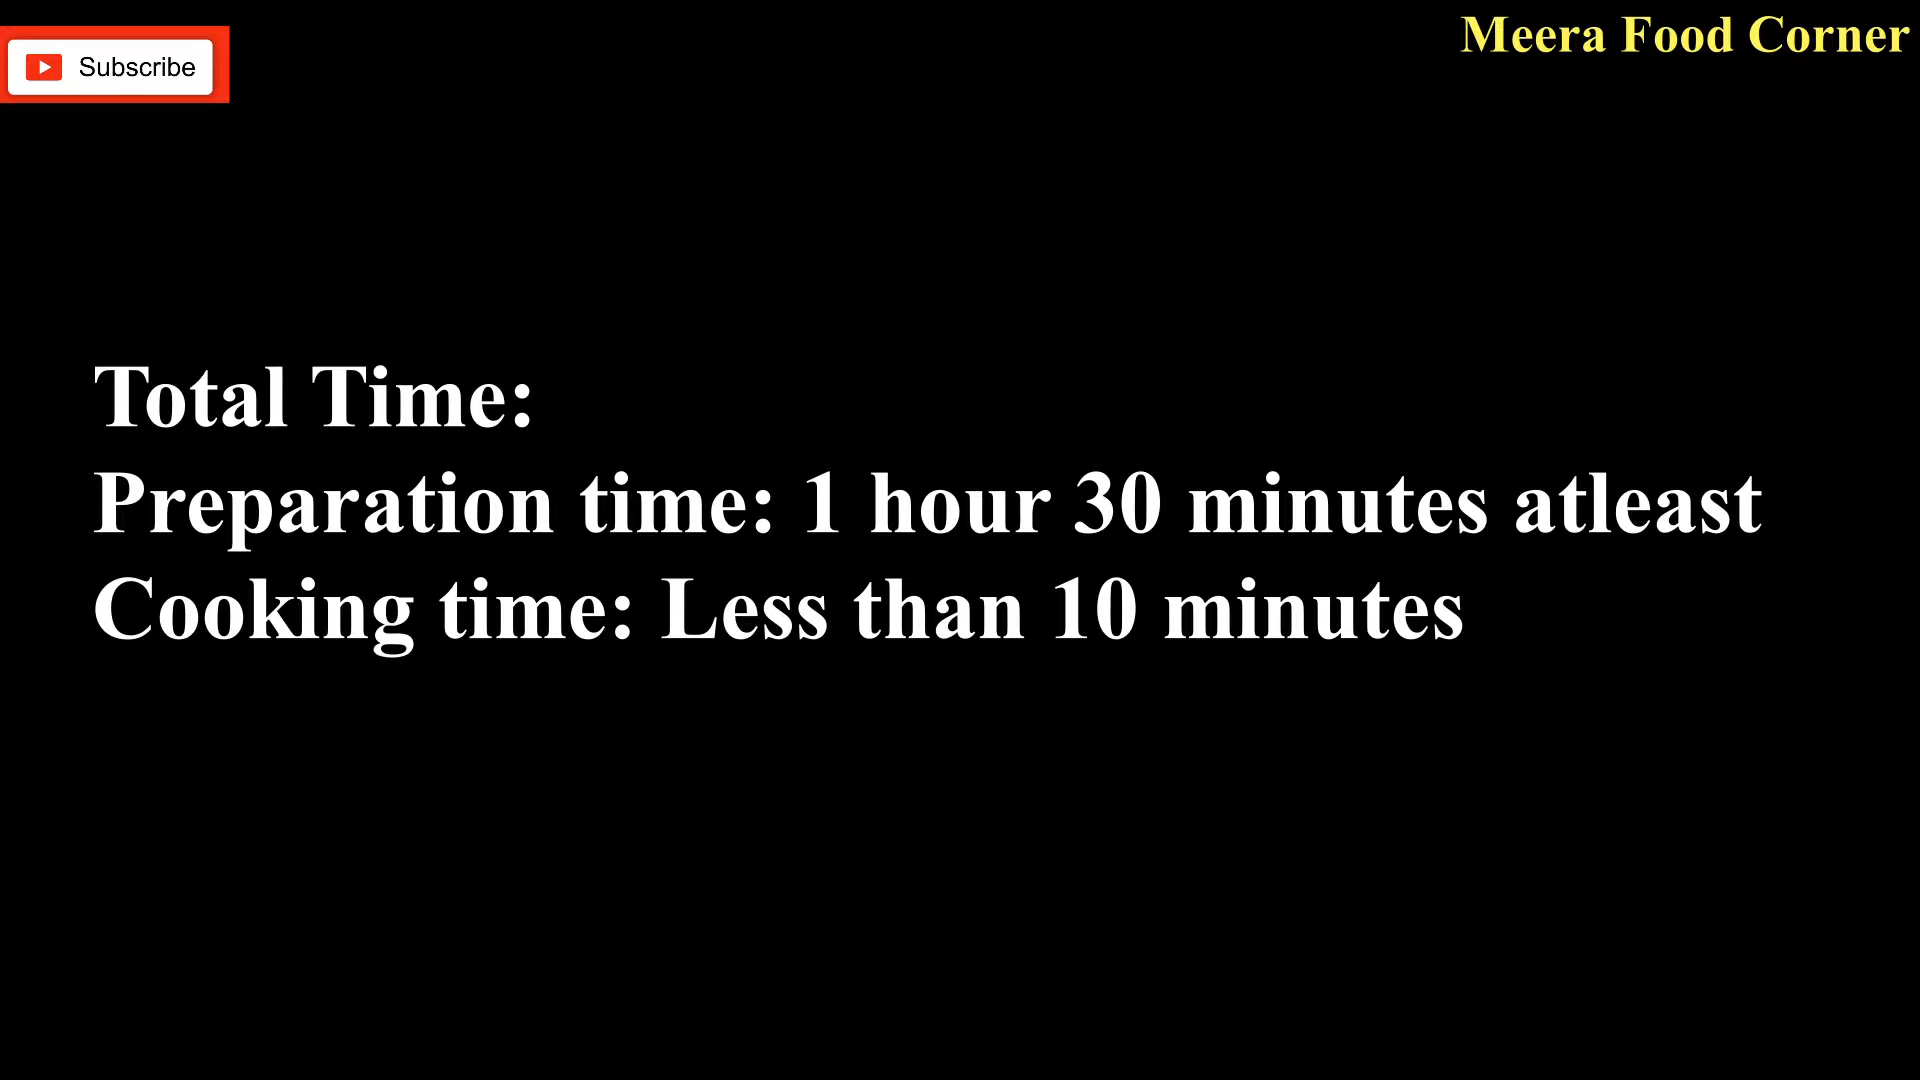 Subscribe
Meera Food Corner
Total Time:
Preparation time: 1 hour 30 minutes atleast
Cooking time: Less than 10 minutes